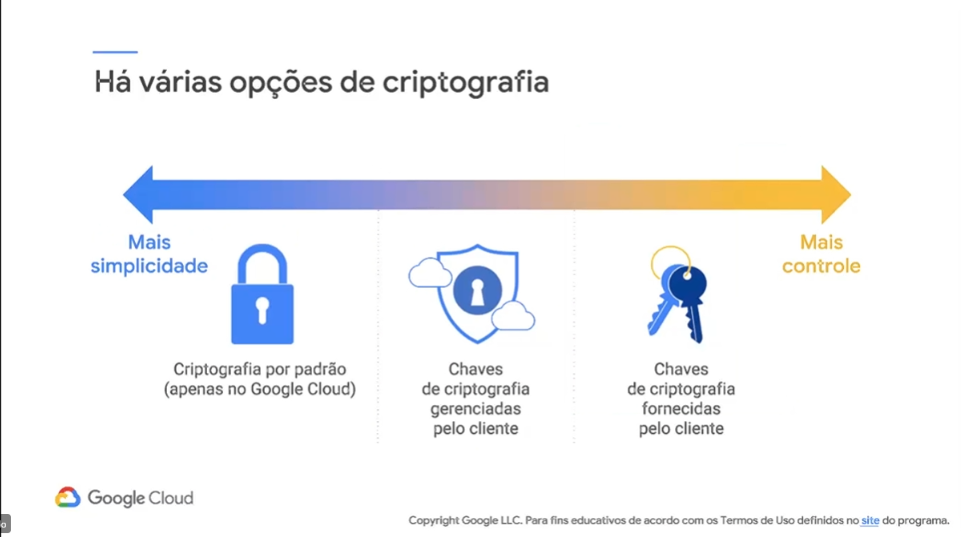 Há várias opções de criptografia
Mais
simplicidade
Mais
controle
Criptografia por padrão
(apenas no Google Cloud)
Chaves
de criptografia
gerenciadas
pelo cliente
Chaves
de criptografia
fornecidas
pelo cliente
Google Cloud
Copyright Google LLC. Para fins educativos de acordo com os Termos de Uso definidos no site do programa.